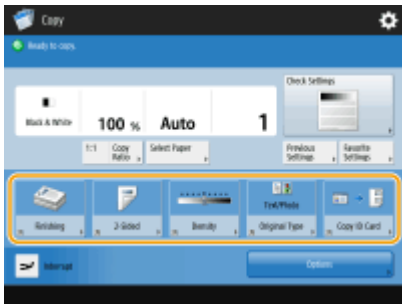 Copy
Ready to copy.
Check Settings
Black & White
100 %
Auto
1
1:1
Copy Ratio
Select Paper
Previous Settings
Favorite Settings
Finishing
2-Sided
Density
Text/Photo
Original Type
Copy ID Card
Interrupt
Options